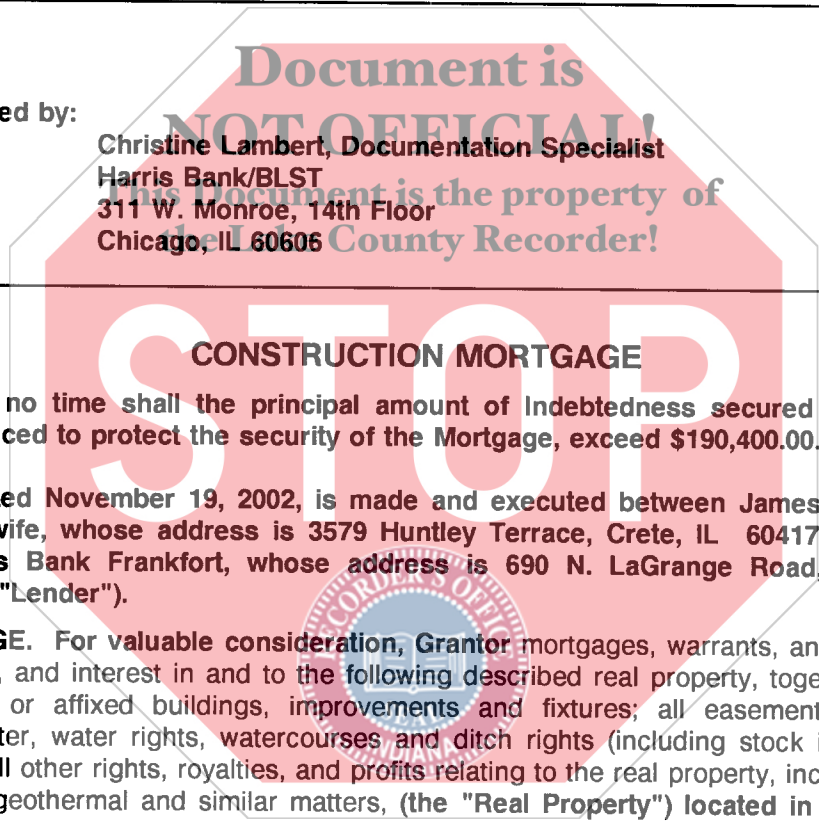 Document is
NOT OFFICIAL!
This Document is the property of
the Lake County Recorder!
ed by:
Christine Lambert, Documentation Specialist
Harris Bank/BLST
311 W. Monroe, 14th Floor
Chicago, IL 60606
STOP
CONSTRUCTION MORTGAGE
no time shall the principal amount of Indebtedness secured
ced to protect the security of the Mortgage, exceed $190,400.00.
ed November 19, 2002, is made and executed between James
wife, whose address is 3579 Huntley Terrace, Crete, IL 60417
s Bank Frankfort, whose address is 690 N. LaGrange Road,
"Lender").
GE. For valuable consideration, Grantor mortgages, warrants, an
, and interest in and to the following described real property, toge
or affixed buildings, improvements and fixtures; all easement
ter, water rights, watercourses and ditch rights (including stock i
ll other rights, royalties, and profits relating to the real property, inc
geothermal and similar matters, (the "Real Property") located in
RECORDER'S OFFICE
SEAL
INDIANA